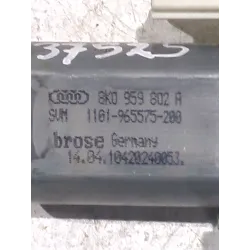 37525
8K0 959 802 A
SVM 1101-965575-200
brose Germany
14.04.10420240053.